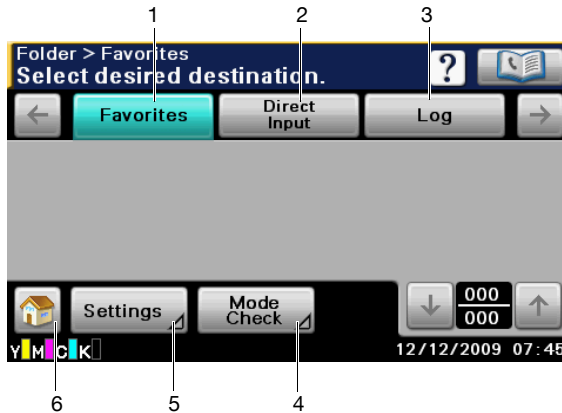 1 2 3
Folder > Favorites
Select desired destination.
?
Favorites
Direct
Input
Log
Settings
Mode
Check
000
000
Y M C K
12/12/2009 07:45
6 5 4